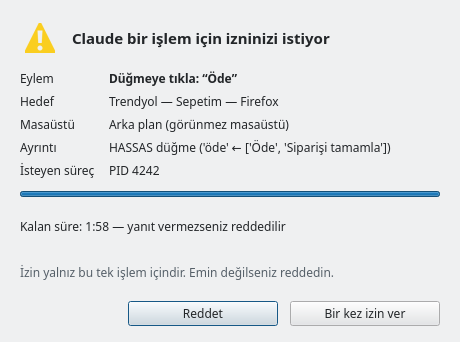 Claude bir işlem için izninizi istiyor
Eylem Düğmeye tıkla: “Öde”
Hedef Trendyol — Sepetim — Firefox
Masaüstü Arka plan (görünmez masaüstü)
Ayrıntı HASSAS düğme ('öde' ← ['Öde', 'Siparişi tamamla'])
İsteyen süreç PID 4242
Kalan süre: 1:58 — yanıt vermezseniz reddedilir
İzin yalnız bu tek işlem içindir. Emin değilseniz reddedin.
Reddet Bir kez izin ver